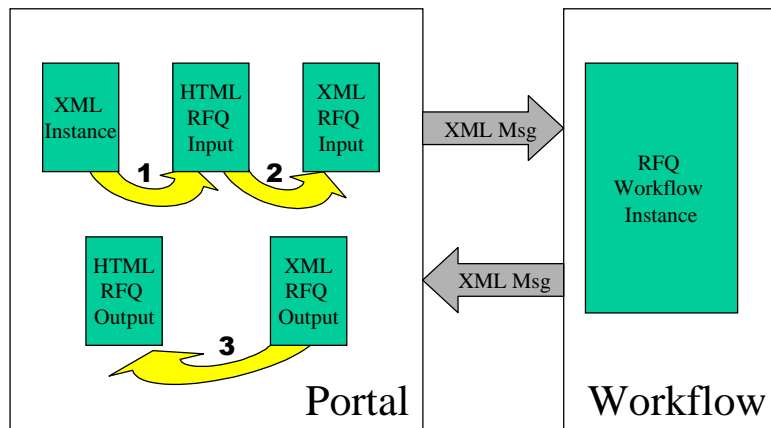 XML
Instance
HTML
RFQ
Input
XML
RFQ
Input
1
2
XML Msg
RFQ
Workflow
Instance
HTML
RFQ
Output
XML
RFQ
Output
3
XML Msg
Portal
Workflow